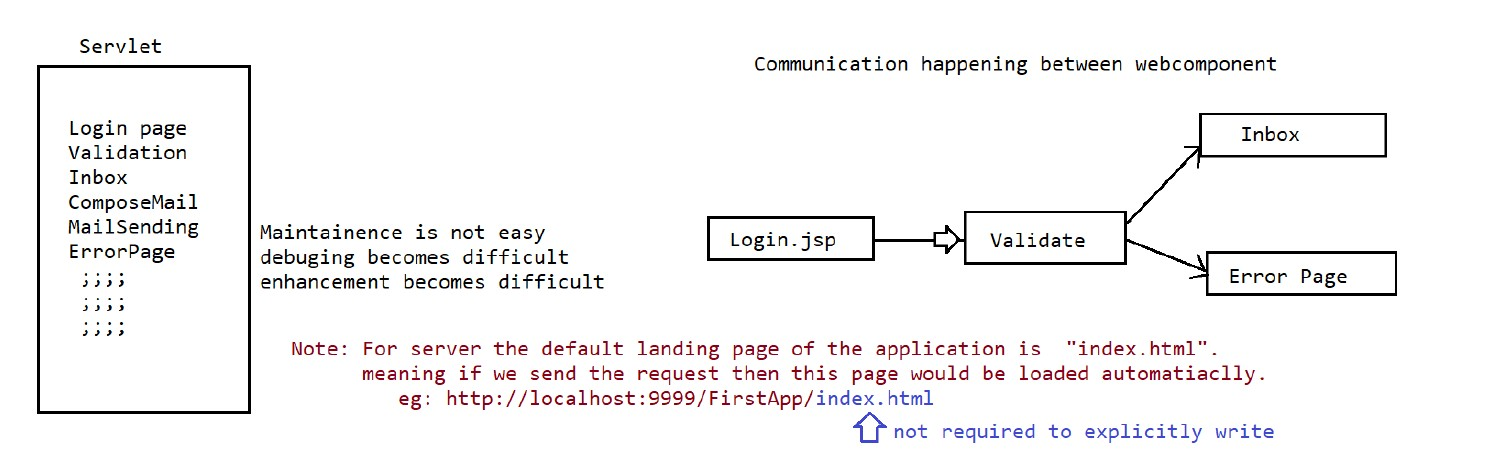 Servlet
Login page
Validation
Inbox
ComposeMail
MailSending
ErrorPage
;;;;
;;;;
;;;;
Maintainence is not easy
debuging becomes difficult
enhancement becomes difficult
Communication happening between webcomponent
Login.jsp
Validate
Inbox
Error Page
Note: For server the default landing page of the application is "index.html".
meaning if we send the request then this page would be loaded automatiaclly.
eg: http://localhost:9999/FirstApp/index.html
not required to explicitly write